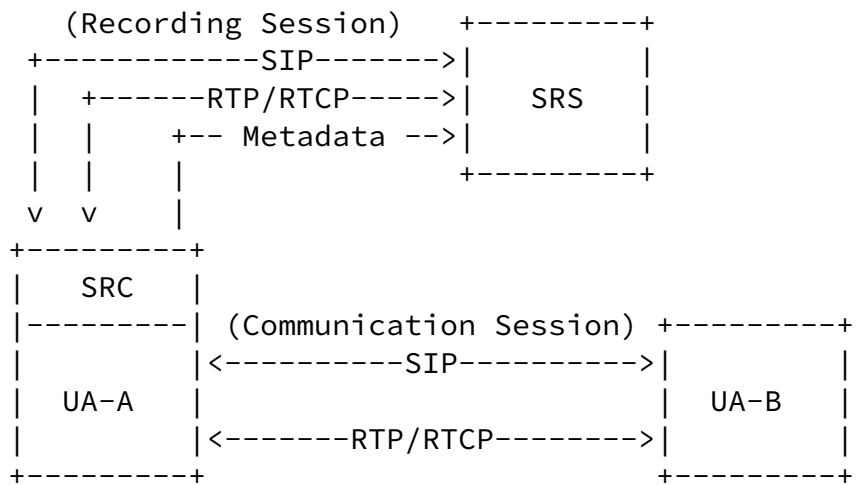 (Recording Session) +---------+
+------------SIP------->| |
| +------RTP/RTCP----->| SRS |
| | +-- Metadata -->| |
| | | +---------+
v v |
+---------+
| SRC |
|---------| (Communication Session) +---------+
| |<----------SIP---------->| |
| UA-A | | UA-B |
| |<-------RTP/RTCP-------->| |
+---------+ +---------+